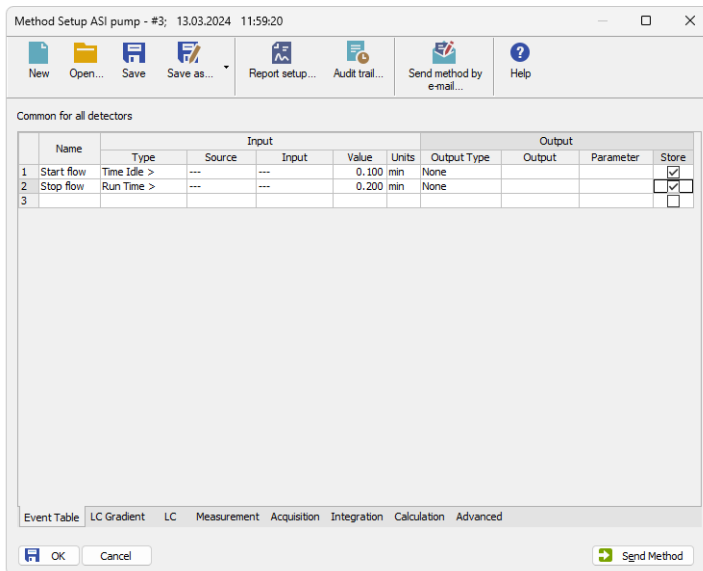 Method Setup ASI pump - #3; 13.03.2024 11:59:20
New Open... Save Save as... Report setup... Audit trail... Send method by e-mail... Help
Common for all detectors
Name Input Output
Type Source Input Value Units Output Type Output Parameter Store
1 Start flow Time Idle > --- --- 0.100 min None
2 Stop flow Run Time > --- --- 0.200 min None
3
Event Table LC Gradient LC Measurement Acquisition Integration Calculation Advanced
OK Cancel Send Method